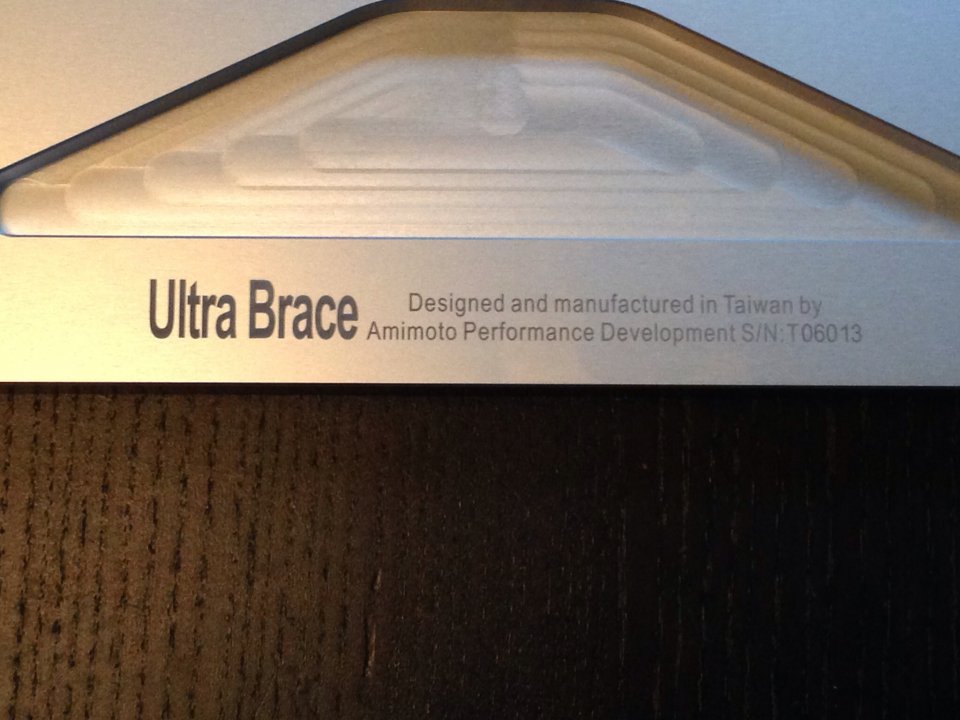 Ultra Brace
Designed and manufactured in Taiwan by
Amimoto Performance Development S/N:T06013